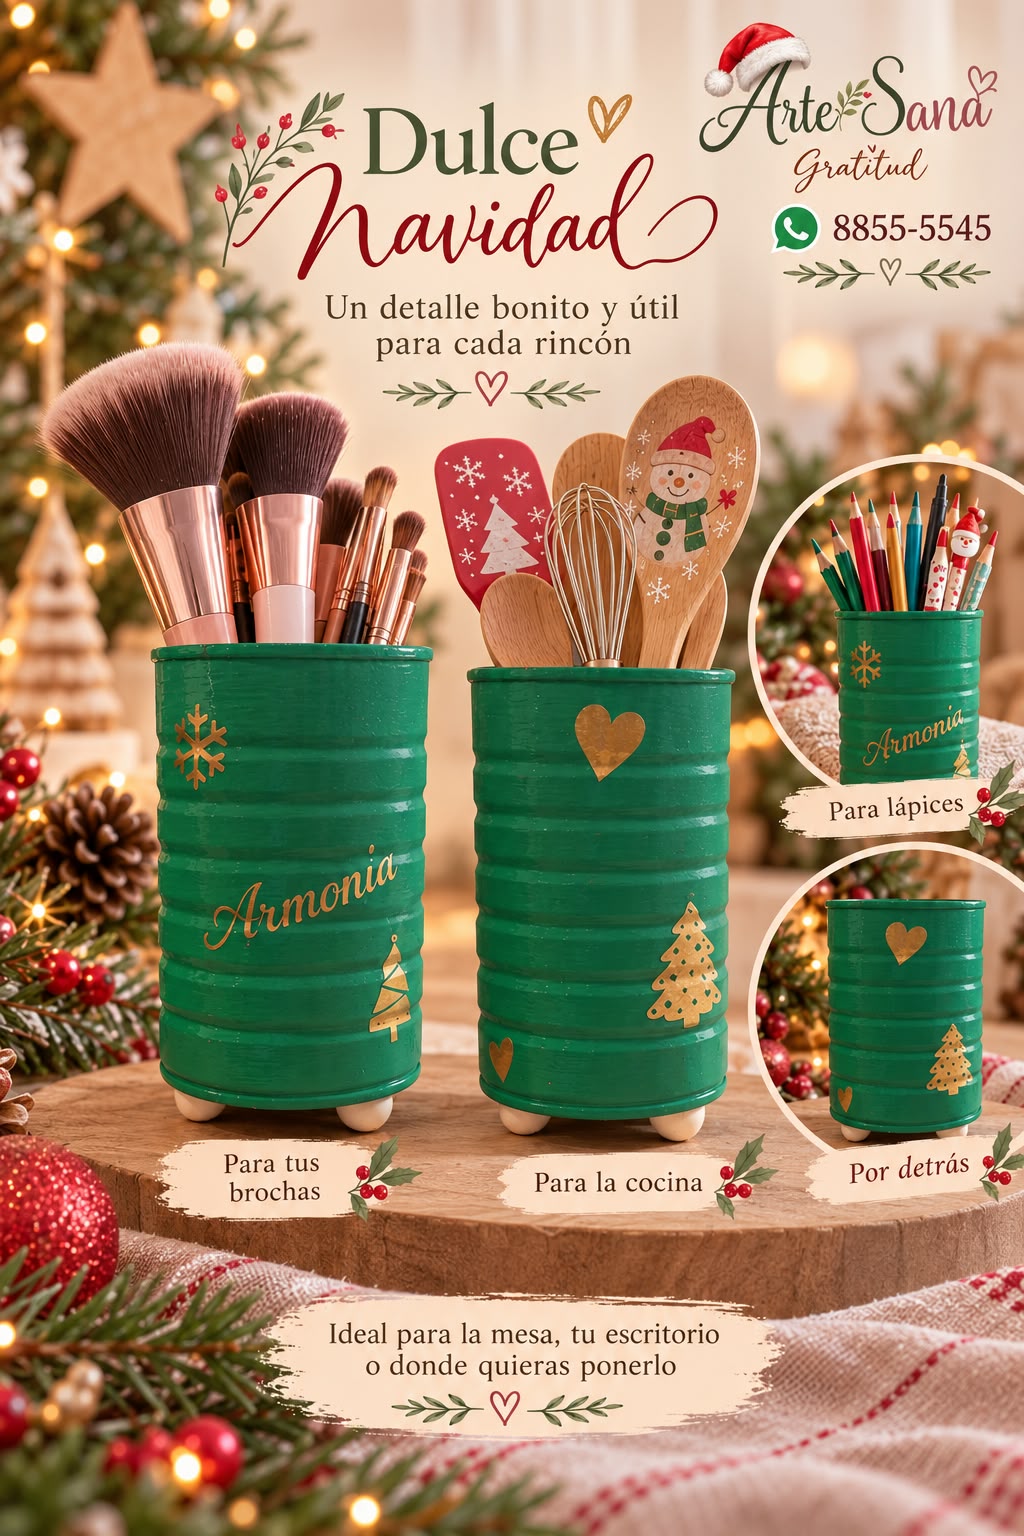 Dulce
Navidad
Un detalle bonito y útil
para cada rincón
Arte Sana
Gratitud
8855-5545
Armonia
Armonia
Para lápices
Para tus
brochas
Para la cocina
Por detrás
Ideal para la mesa, tu escritorio
o donde quieras ponerlo